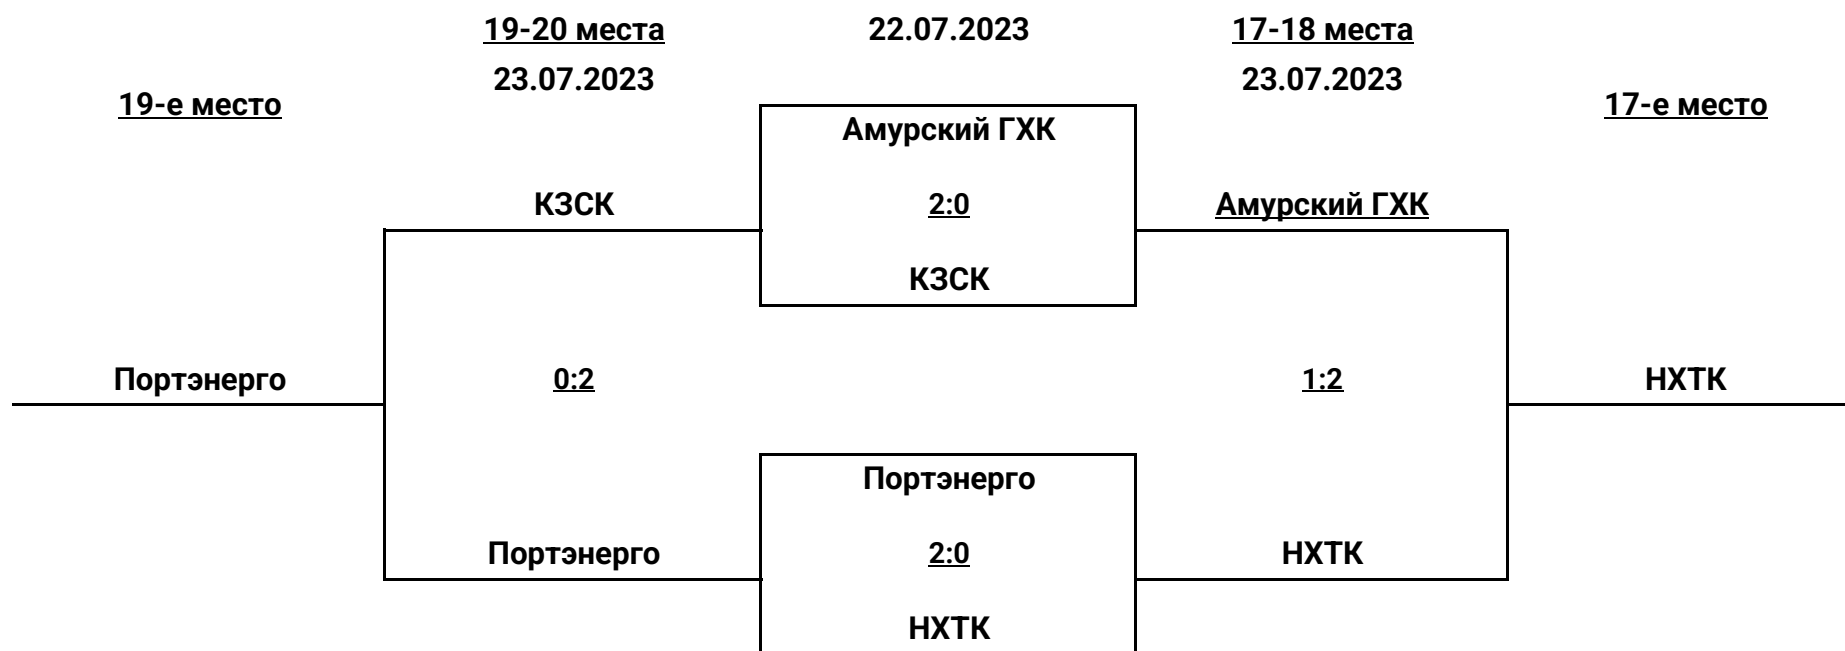 19-20 места 22.07.2023 17-18 места
23.07.2023 23.07.2023
19-е место 17-е место
Амурский ГХК
КЗСК 2:0 Амурский ГХК
КЗСК
Портэнерго 0:2 1:2 НХТК
Портэнерго
Портэнерго 2:0 НХТК
НХТК